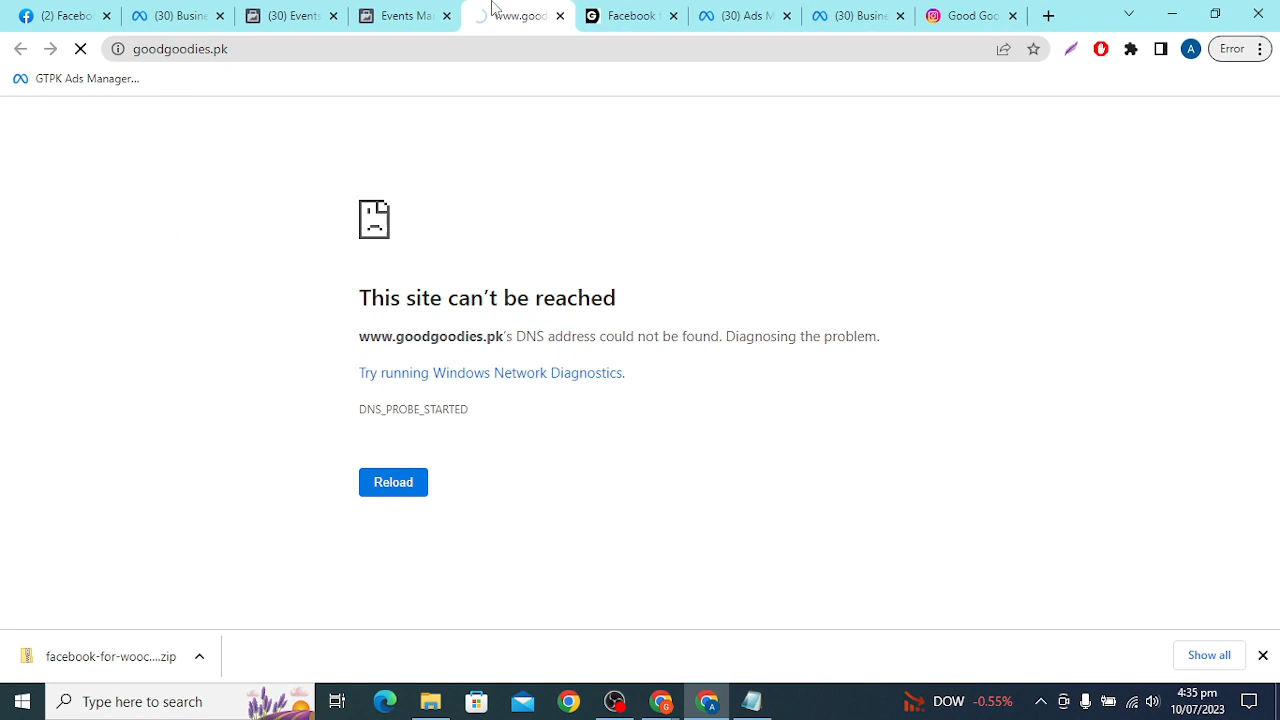 (2) Facebo
(30) Busine
(30) Events
Events Ma
www.good
Facebook f
(30) Ads M
(30) Busine
Good Goo
goodgoodies.pk
A
Error
GTPK Ads Manager...
This site can't be reached
www.goodgoodies.pk's DNS address could not be found. Diagnosing the problem.
Try running Windows Network Diagnostics.
DNS_PROBE_STARTED
Reload
facebook-for-wooc....zip
Show all
Type here to search
DOW -0.55%
4:35 pm
10/07/2023